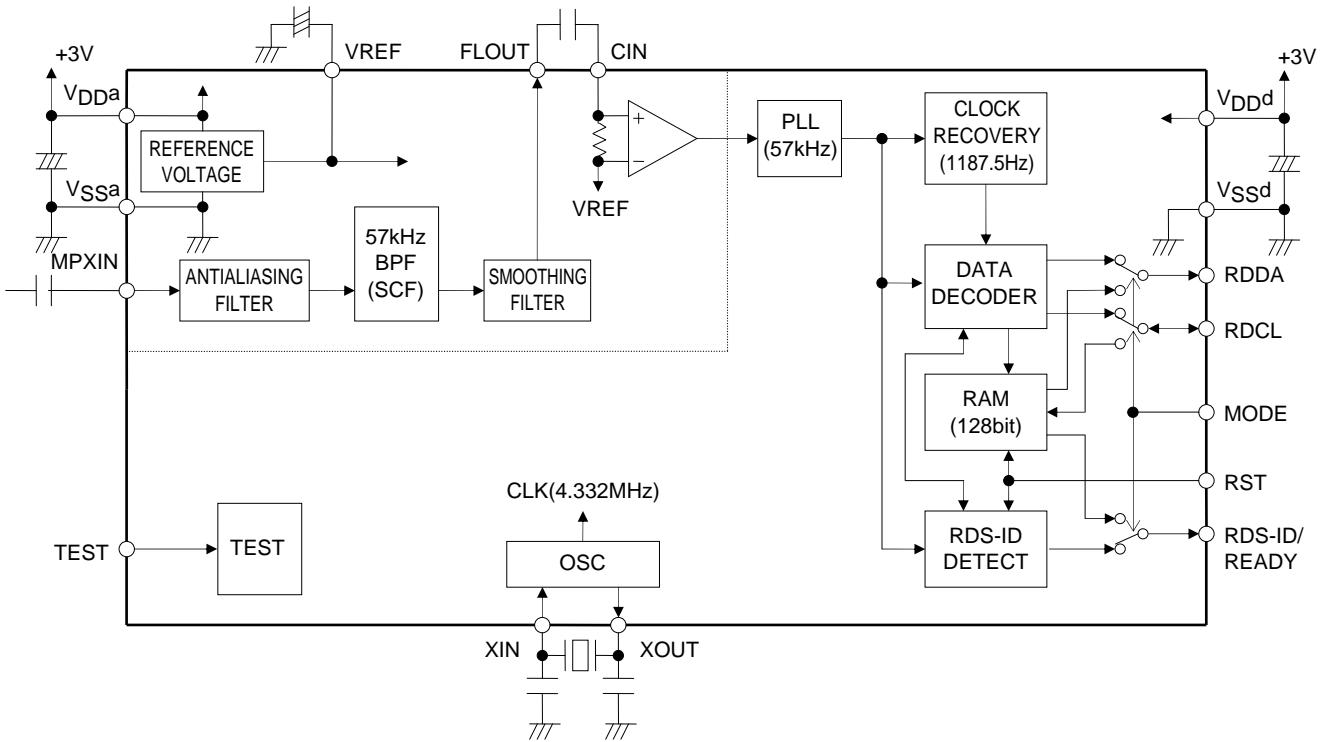 VREF
FLOUT
CIN
+3V
+3V
VDDa
REFERENCE
VOLTAGE
VSSa
MPXIN
ANTIALIASING
FILTER
57kHz
BPF
(SCF)
SMOOTHING
FILTER
+
−
VREF
PLL
(57kHz)
CLOCK
RECOVERY
(1187.5Hz)
VDDd
VSSd
DATA
DECODER
RDDA
RDCL
RAM
(128bit)
MODE
RST
RDS-ID
DETECT
RDS-ID/
READY
CLK(4.332MHz)
OSC
TEST
TEST
XIN
XOUT